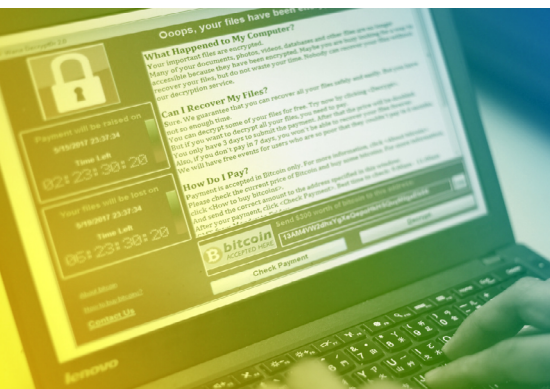 Ooops, your files have been
What Happened to My Computer?
Your important files are encrypted.
Many of your documents, photos, videos, databases and other files are no longer
accessible because they have been encrypted. Maybe you are busy looking for a way to
recover your files, but do not waste your time. Nobody can recover your files without
our decryption service.
Can I Recover My Files?
Sure. We guarantee that you can recover all your files safely and easily. But you have
not so enough time.
You can decrypt some of your files for free. Try now by clicking <Decrypt>.
But if you want to decrypt all your files, you need to pay.
You only have 3 days to submit the payment. After that the price will be doubled.
Also, if you don't pay in 7 days, you won't be able to recover your files forever.
We will have free events for users who are so poor that they couldn't pay in 6 months.
How Do I Pay?
Payment is accepted in Bitcoin only. For more information, click
Please check the current price of Bitcoin and buy some bitcoins.
click <How to buy bitcoins>.
And send the correct amount to the address specified in this window.
After your payment, click <Check Payment>. Best time to check:
Payment will be raised on
5/15/2017 23:37:34
Time Left
02:23:30:20
Your files will be lost on
5/19/2017 23:37:34
Time Left
06:23:30:20
About bitcoin
How to buy bitcoins?
Contact Us
bitcoin
ACCEPTED HERE
Send $300 worth of bitcoin to this address:
Check Payment
Decrypt
lenovo